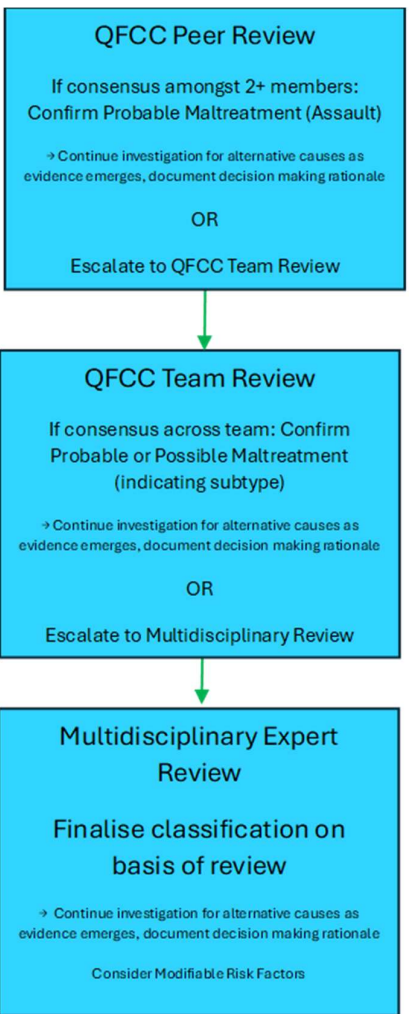 QFCC Peer Review
If consensus amongst 2+ members:
Confirm Probable Maltreatment (Assault)
→ Continue investigation for alternative causes as
evidence emerges, document decision making rationale
OR
Escalate to QFCC Team Review
QFCC Team Review
If consensus across team: Confirm
Probable or Possible Maltreatment
(indicating subtype)
→ Continue investigation for alternative causes as
evidence emerges, document decision making rationale
OR
Escalate to Multidisciplinary Review
Multidisciplinary Expert
Review
Finalise classification on
basis of review
→ Continue investigation for alternative causes as
evidence emerges, document decision making rationale
Consider Modifiable Risk Factors